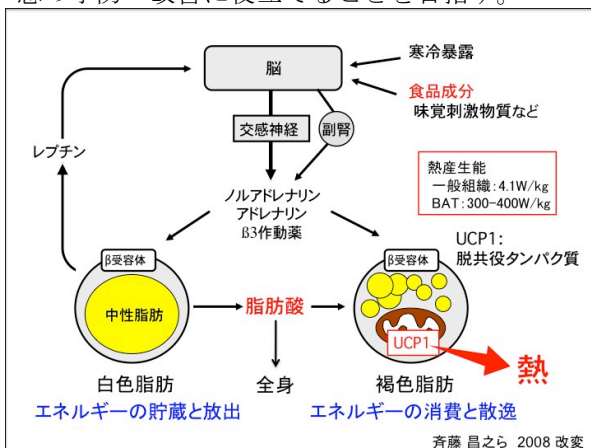 脳
寒冷暴露
食品成分
味覚刺激物質など
交感神経
副腎
レプチン
熱産生能
一般組織:4.1W/kg
BAT:300-400W/kg
ノルアドレナリン
アドレナリン
β3作動薬
UCP1:
脱共役タンパク質
β受容体
β受容体
中性脂肪
脂肪酸
UCP1
熱
白色脂肪
全身
褐色脂肪
エネルギーの貯蔵と放出
エネルギーの消費と散逸
斉藤 昌之ら 2008 改変